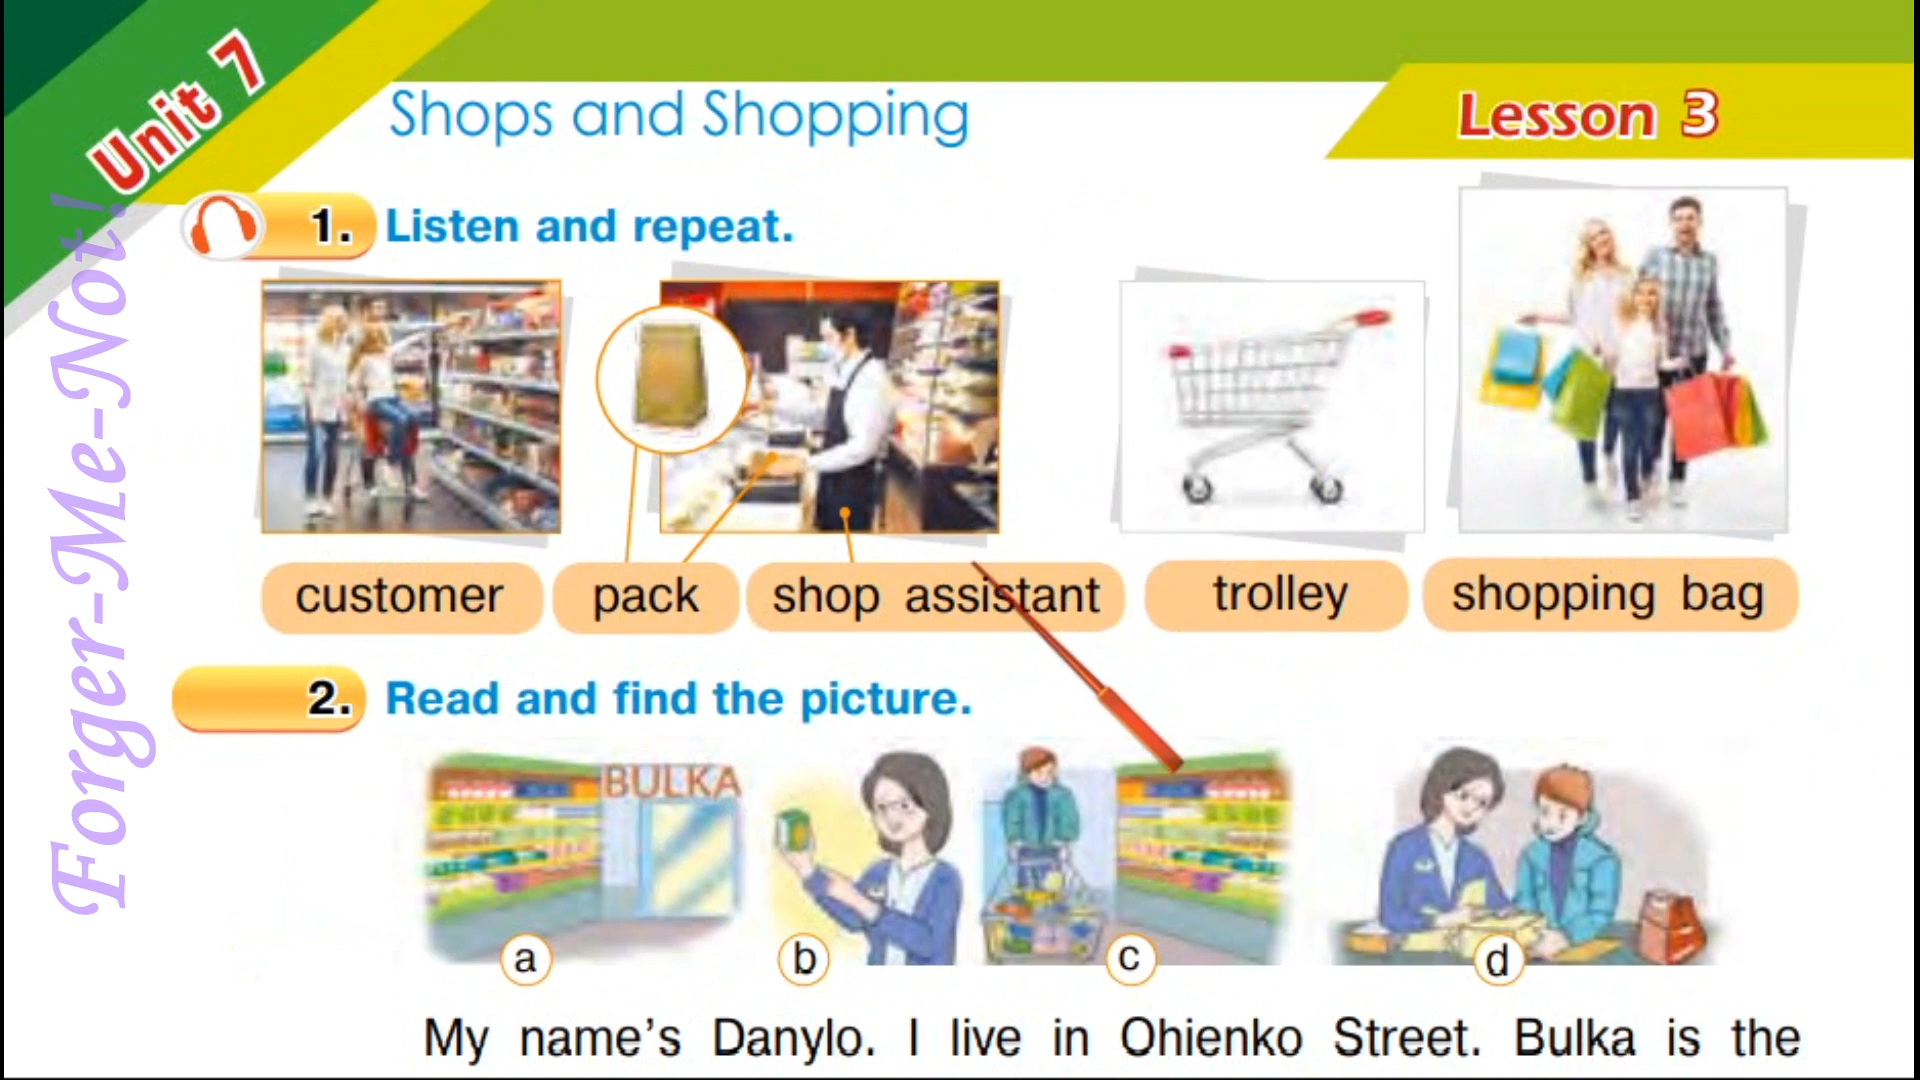 Unit 7
Shops and Shopping
Lesson 3
Forger-Me-Not!
1. Listen and repeat.
customer
pack
shop assistant
trolley
shopping bag
2. Read and find the picture.
BULKA
a
b
c
d
My name's Danylo. I live in Ohienko Street. Bulka is the